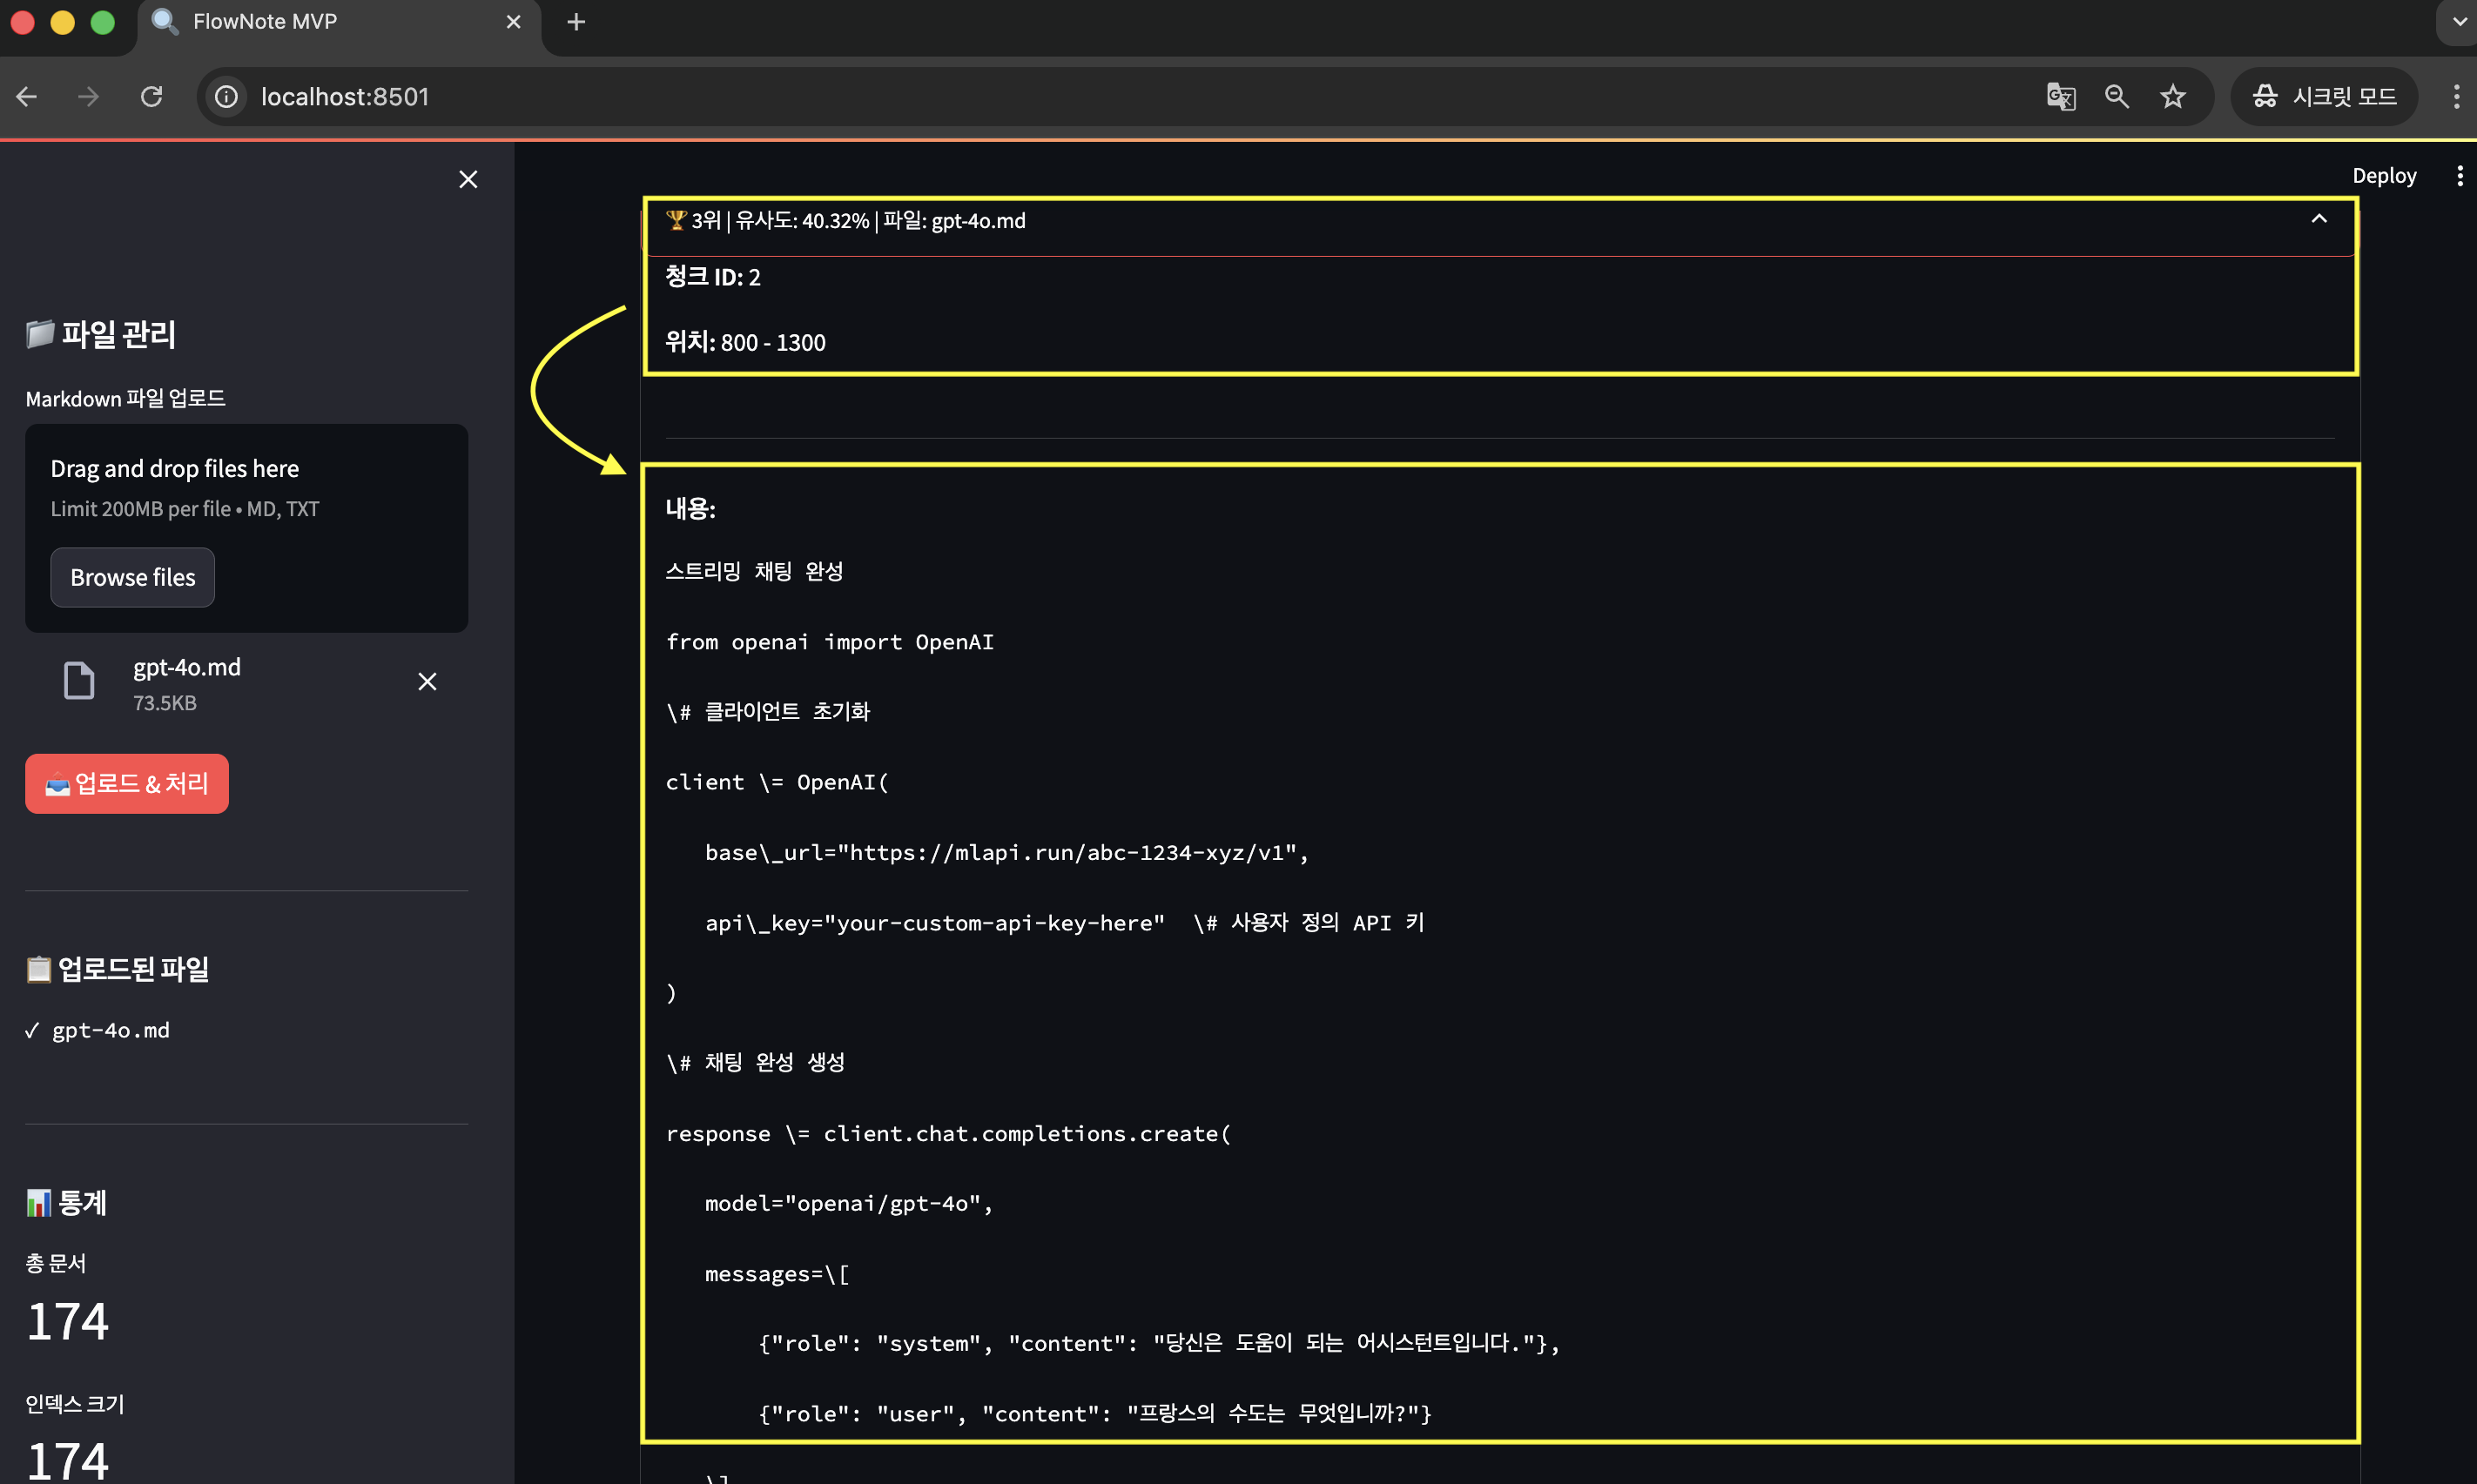 FlowNote MVP
localhost:8501
시크릿 모드
Deploy
📁 파일 관리
Markdown 파일 업로드
Drag and drop files here
Limit 200MB per file • MD, TXT
Browse files
gpt-4o.md
73.5KB
📤 업로드 & 처리
📋 업로드된 파일
✓ gpt-4o.md
📊 통계
총 문서
174
인덱스 크기
174
🏆 3위 | 유사도: 40.32% | 파일: gpt-4o.md
청크 ID: 2
위치: 800 - 1300
내용:
스트리밍 채팅 완성
from openai import OpenAI
\# 클라이언트 초기화
client \= OpenAI(
base\_url="https://mlapi.run/abc-1234-xyz/v1",
api\_key="your-custom-api-key-here"  \# 사용자 정의 API 키
)
\# 채팅 완성 생성
response \= client.chat.completions.create(
model="openai/gpt-4o",
messages=\[
{"role": "system", "content": "당신은 도움이 되는 어시스턴트입니다."},
{"role": "user", "content": "프랑스의 수도는 무엇입니까?"}